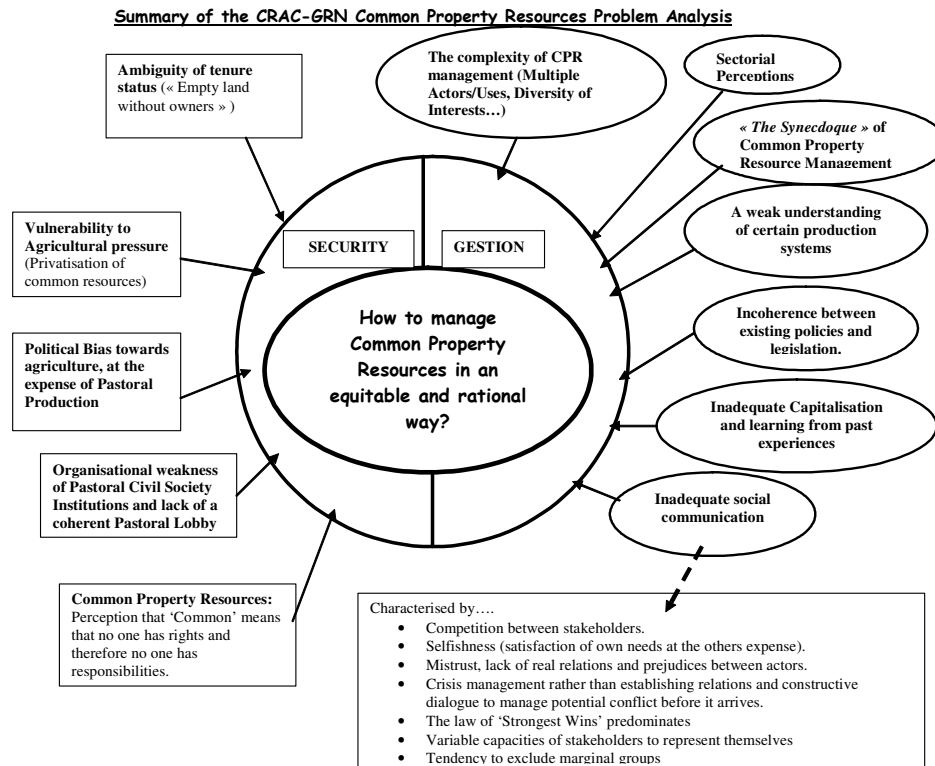 Summary of the CRAC-GRN Common Property Resources Problem Analysis
Ambiguity of tenure
status (« Empty land
without owners » )
The complexity of CPR
management (Multiple
Actors/Uses, Diversity of
Interests…)
Sectorial
Perceptions
« The Synecdoque » of
Common Property
Resource Management
Vulnerability to
Agricultural pressure
(Privatisation of
common resources)
SECURITY
GESTION
A weak understanding
of certain production
systems
How to manage
Common Property
Resources in an
equitable and rational
way?
Incoherence between
existing policies and
legislation.
Political Bias towards
agriculture, at the
expense of Pastoral
Production
Inadequate Capitalisation
and learning from past
experiences
Organisational weakness
of Pastoral Civil Society
Institutions and lack of a
coherent Pastoral Lobby
Inadequate social
communication
Common Property Resources:
Perception that ‘Common’ means
that no one has rights and
therefore no one has
responsibilities.
Characterised by….
• Competition between stakeholders.
• Selfishness (satisfaction of own needs at the others expense).
• Mistrust, lack of real relations and prejudices between actors.
• Crisis management rather than establishing relations and constructive
dialogue to manage potential conflict before it arrives.
• The law of ‘Strongest Wins’ predominates
• Variable capacities of stakeholders to represent themselves
• Tendency to exclude marginal groups